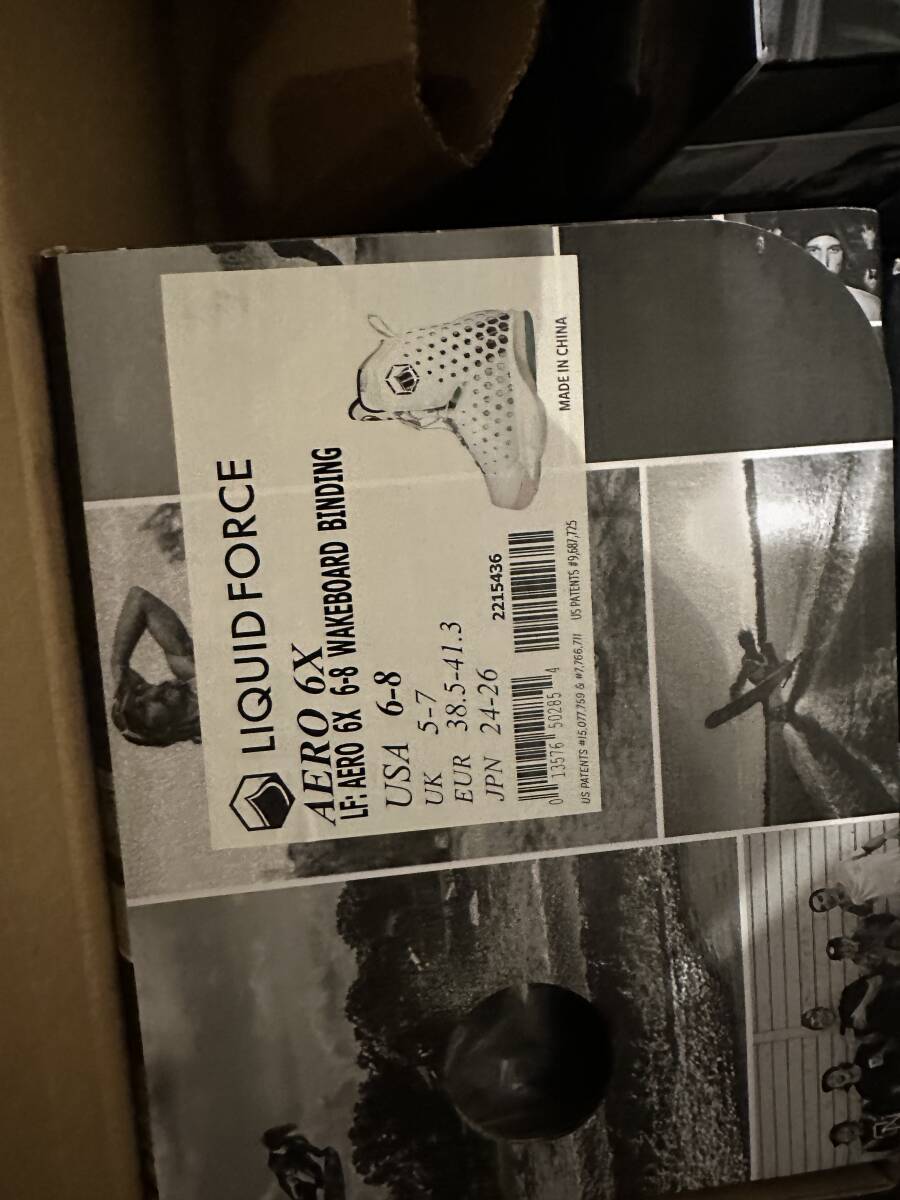 LIQUID FORCE
AERO 6X
LF: AERO 6X 6-8 WAKEBOARD BINDING
USA 6-8
UK 5-7
EUR 38.5-41.3
JPN 24-26
2215436
0 13576 50285 4
US PATENTS #15,077,759 & #7,766,711 US PATENTS #9,687,725
MADE IN CHINA